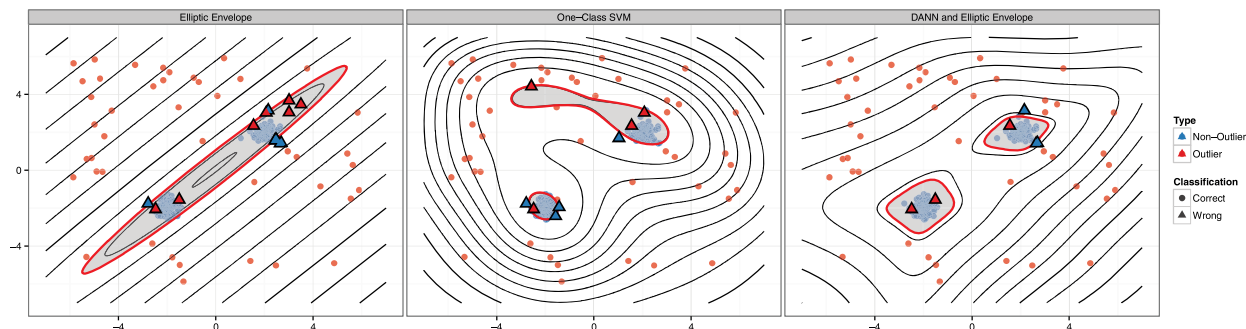 Elliptic Envelope
One−Class SVM
DANN and Elliptic Envelope
4
0
−4
−4
0
4
−4
0
4
−4
0
4
Type
Non−Outlier
Outlier
Classification
Correct
Wrong